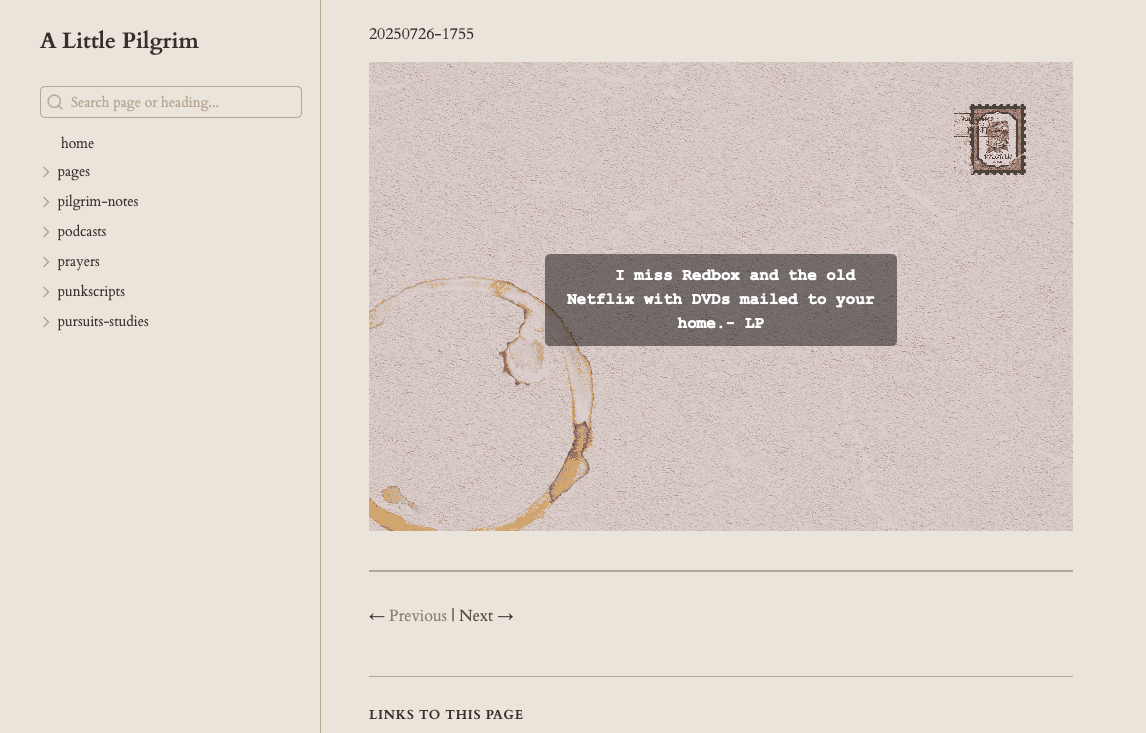 A Little Pilgrim
Search page or heading...
home
pages
pilgrim-notes
podcasts
prayers
punkscripts
pursuits-studies
20250726-1755
I miss Redbox and the old
Netflix with DVDs mailed to your
home.- LP
← Previous | Next →
LINKS TO THIS PAGE